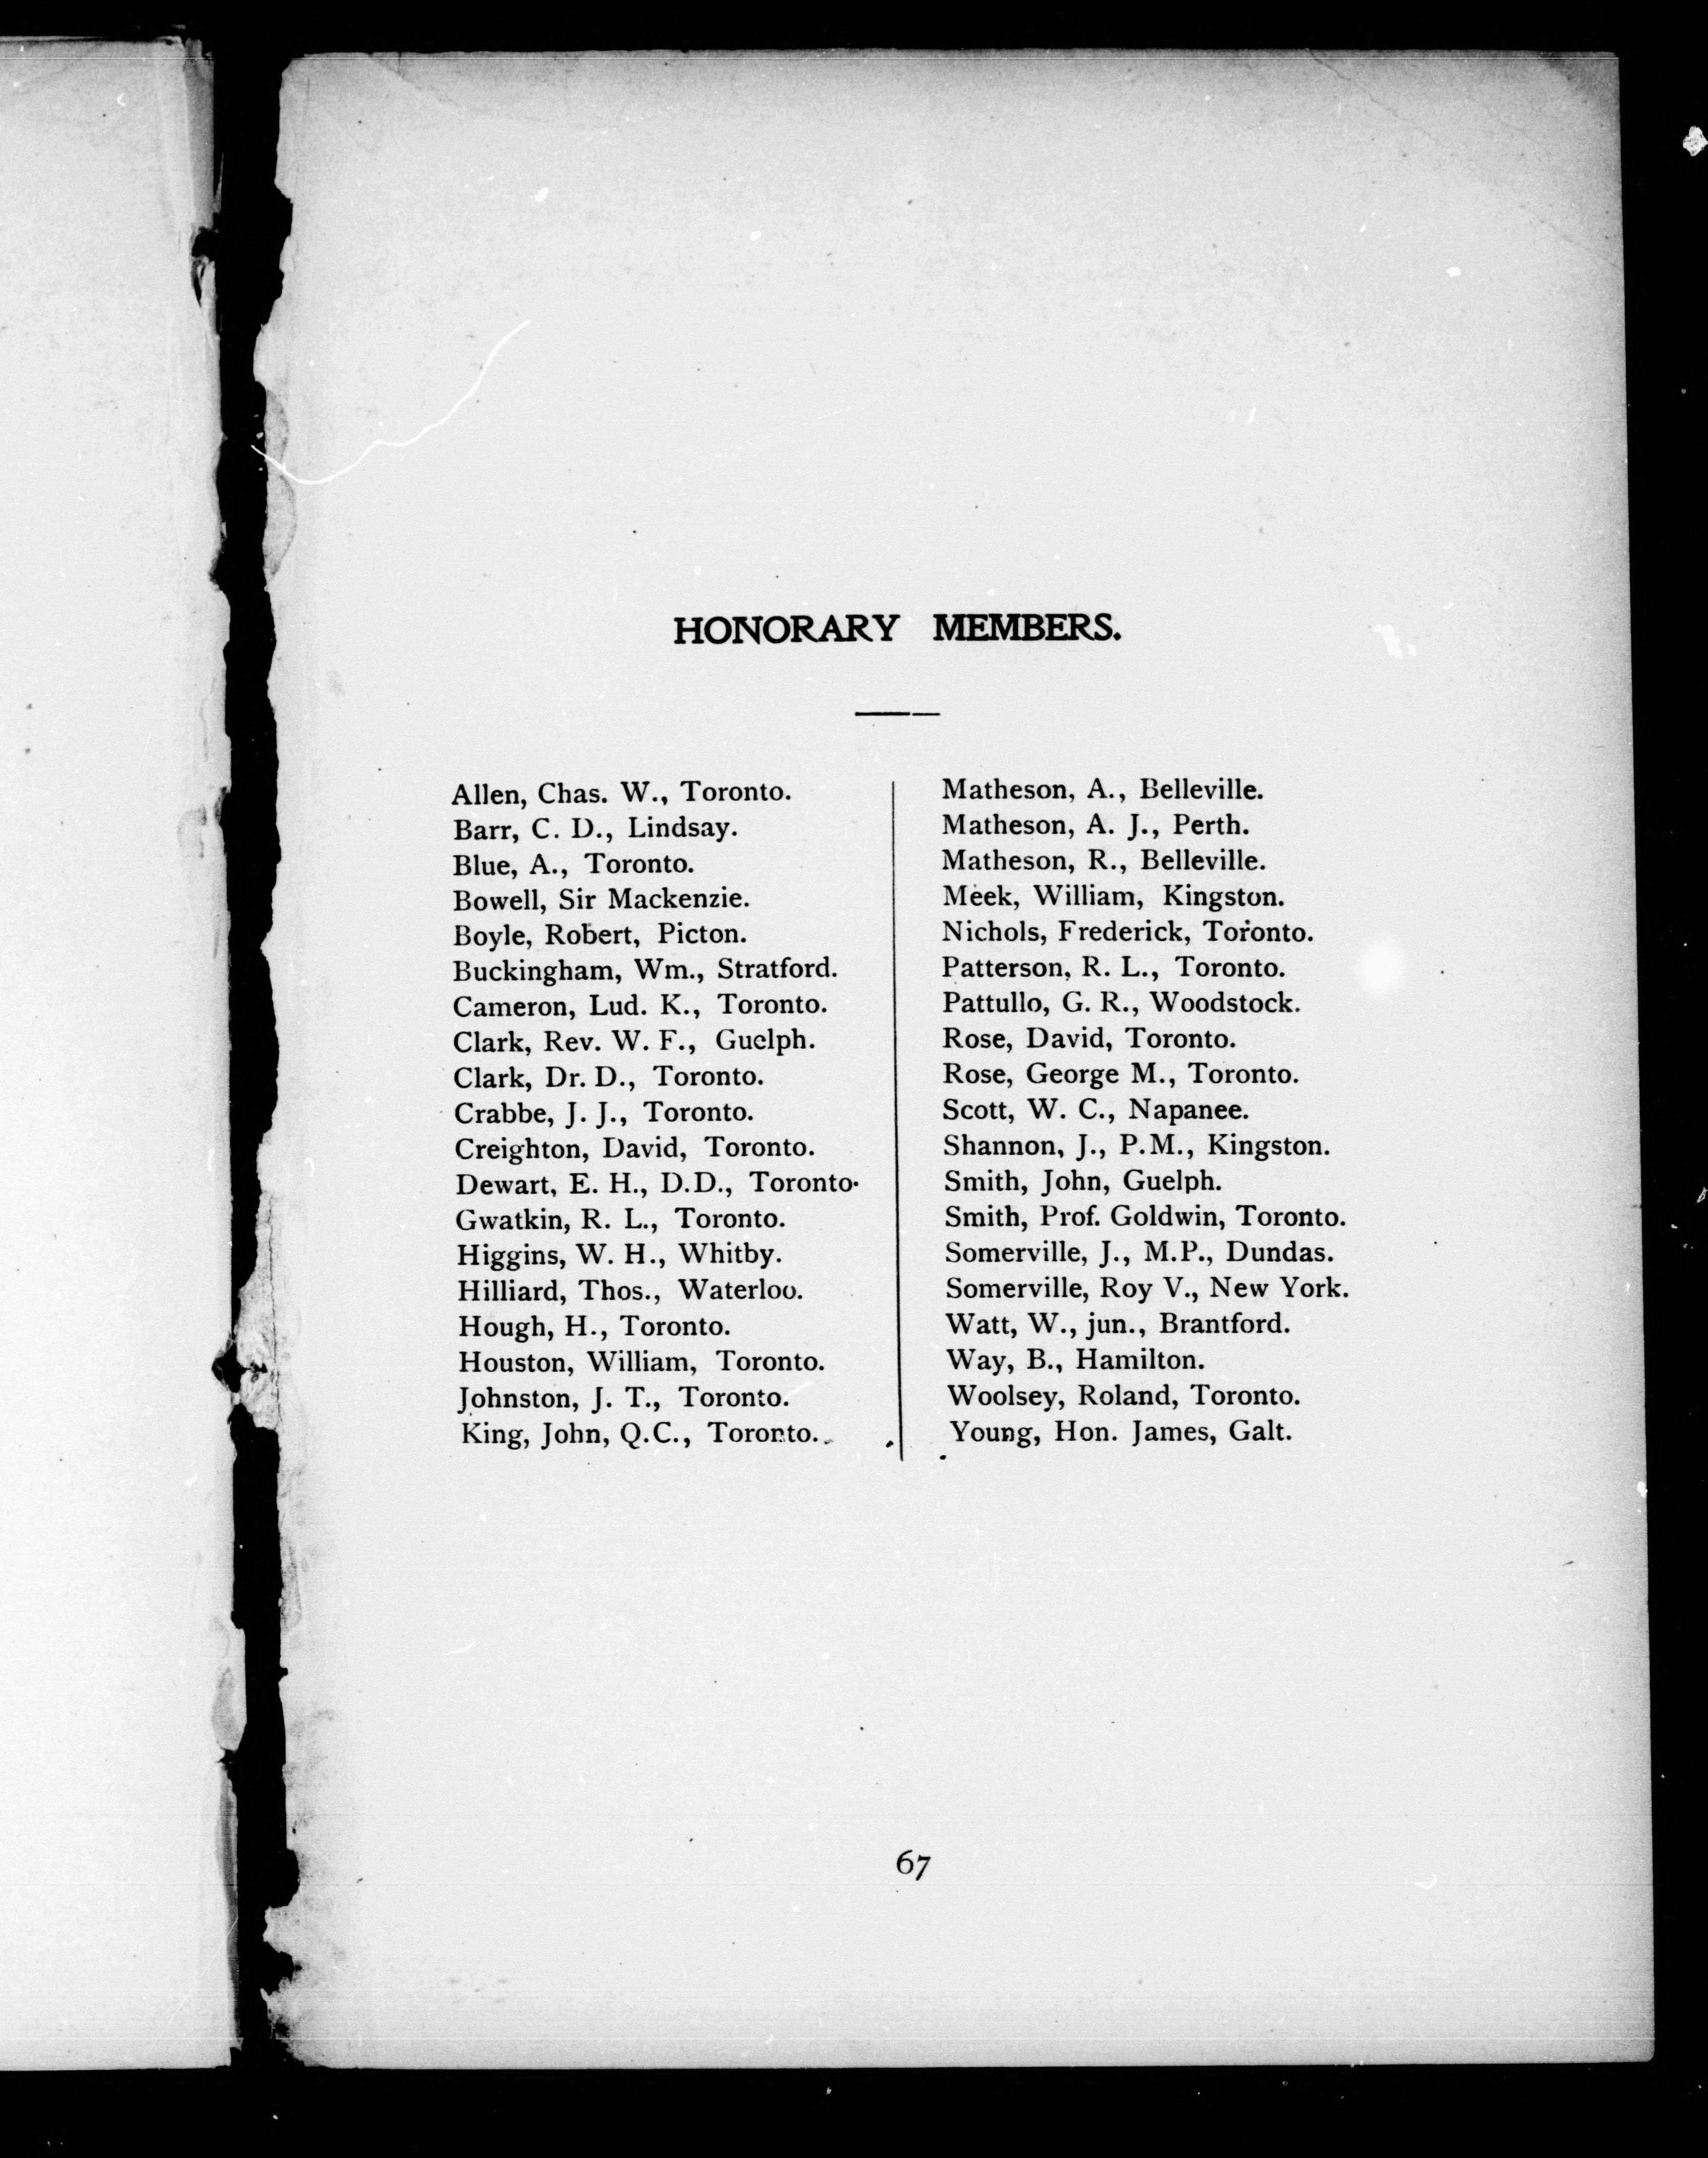 HONORARY MEMBERS.
Allen, Chas. W., Toronto.
Barr, C. D., Lindsay.
Blue, A., Toronto.
Bowell, Sir Mackenzie.
Boyle, Robert, Picton.
Buckingham, Wm., Stratford.
Cameron, Lud. K., Toronto.
Clark, Rev. W. F., Guelph.
Clark, Dr. D., Toronto.
Crabbe, J. J., Toronto.
Creighton, David, Toronto.
Dewart, E. H., D.D., Toronto.
Gwatkin, R. L., Toronto.
Higgins, W. H., Whitby.
Hilliard, Thos., Waterloo.
Hough, H., Toronto.
Houston, William, Toronto.
Johnston, J. T., Toronto.
King, John, Q.C., Toronto.
Matheson, A., Belleville.
Matheson, A. J., Perth.
Matheson, R., Belleville.
Meek, William, Kingston.
Nichols, Frederick, Toronto.
Patterson, R. L., Toronto.
Pattullo, G. R., Woodstock.
Rose, David, Toronto.
Rose, George M., Toronto.
Scott, W. C., Napanee.
Shannon, J., P.M., Kingston.
Smith, John, Guelph.
Smith, Prof. Goldwin, Toronto.
Somerville, J., M.P., Dundas.
Somerville, Roy V., New York.
Watt, W., jun., Brantford.
Way, B., Hamilton.
Woolsey, Roland, Toronto.
Young, Hon. James, Galt.
67